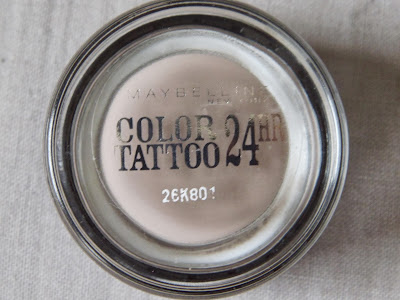 MAYBELLINE
NEW YORK
COLOR
TATTOO 24HR
26K801